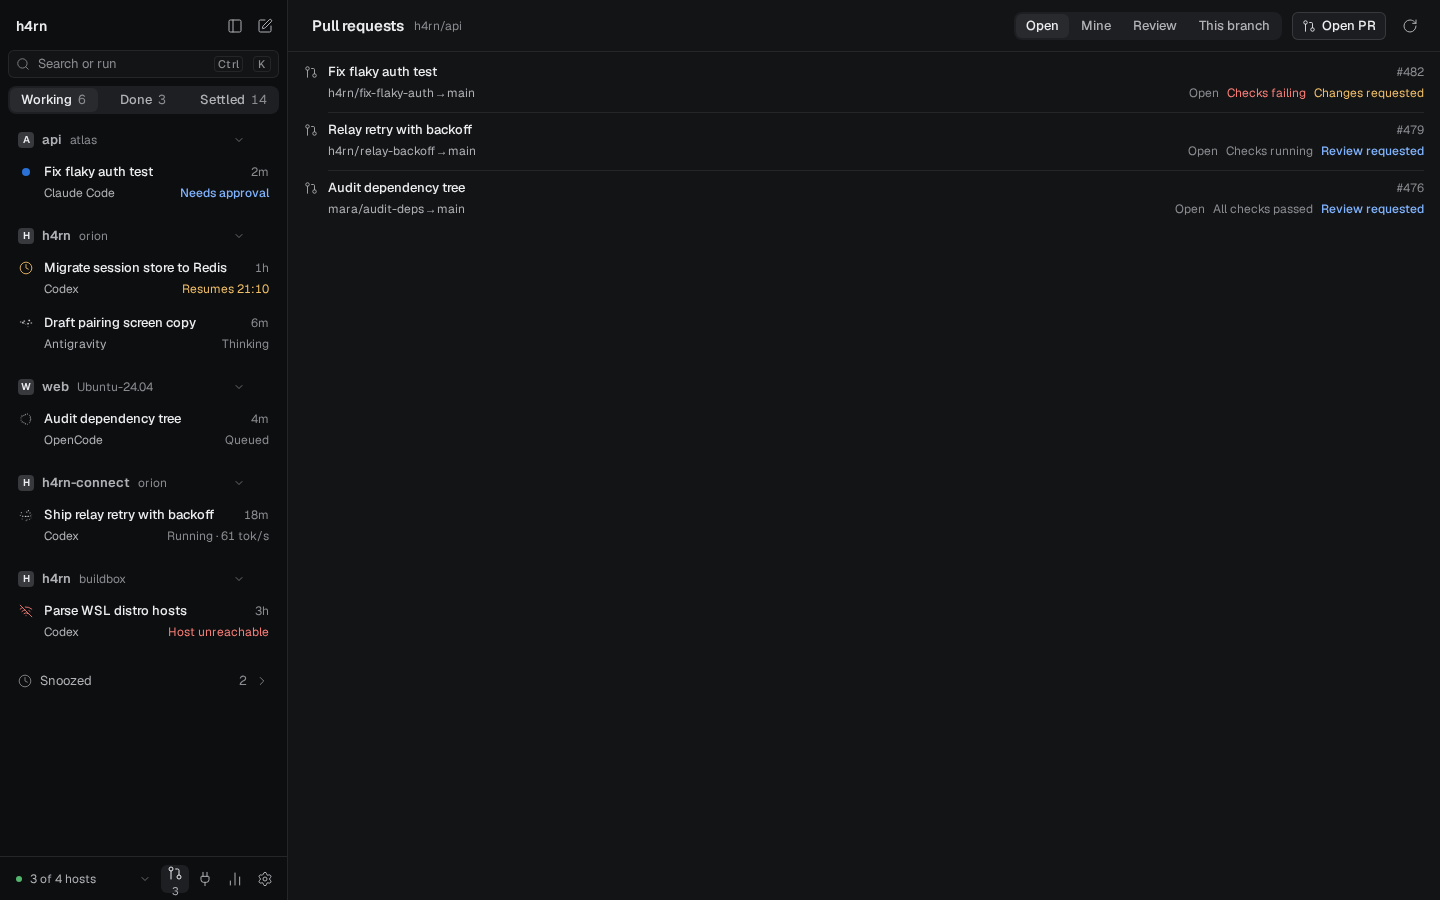 h4rn
Search or run Ctrl K
Working 6 Done 3 Settled 14
A api atlas
Fix flaky auth test 2m
Claude Code Needs approval
H h4rn orion
Migrate session store to Redis 1h
Codex Resumes 21:10
Draft pairing screen copy 6m
Antigravity Thinking
W web Ubuntu-24.04
Audit dependency tree 4m
OpenCode Queued
H h4rn-connect orion
Ship relay retry with backoff 18m
Codex Running · 61 tok/s
H h4rn buildbox
Parse WSL distro hosts 3h
Codex Host unreachable
Snoozed 2
3 of 4 hosts 3
Pull requests h4rn/api Open Mine Review This branch Open PR
Fix flaky auth test #482
h4rn/fix-flaky-auth→main Open Checks failing Changes requested
Relay retry with backoff #479
h4rn/relay-backoff→main Open Checks running Review requested
Audit dependency tree #476
mara/audit-deps→main Open All checks passed Review requested